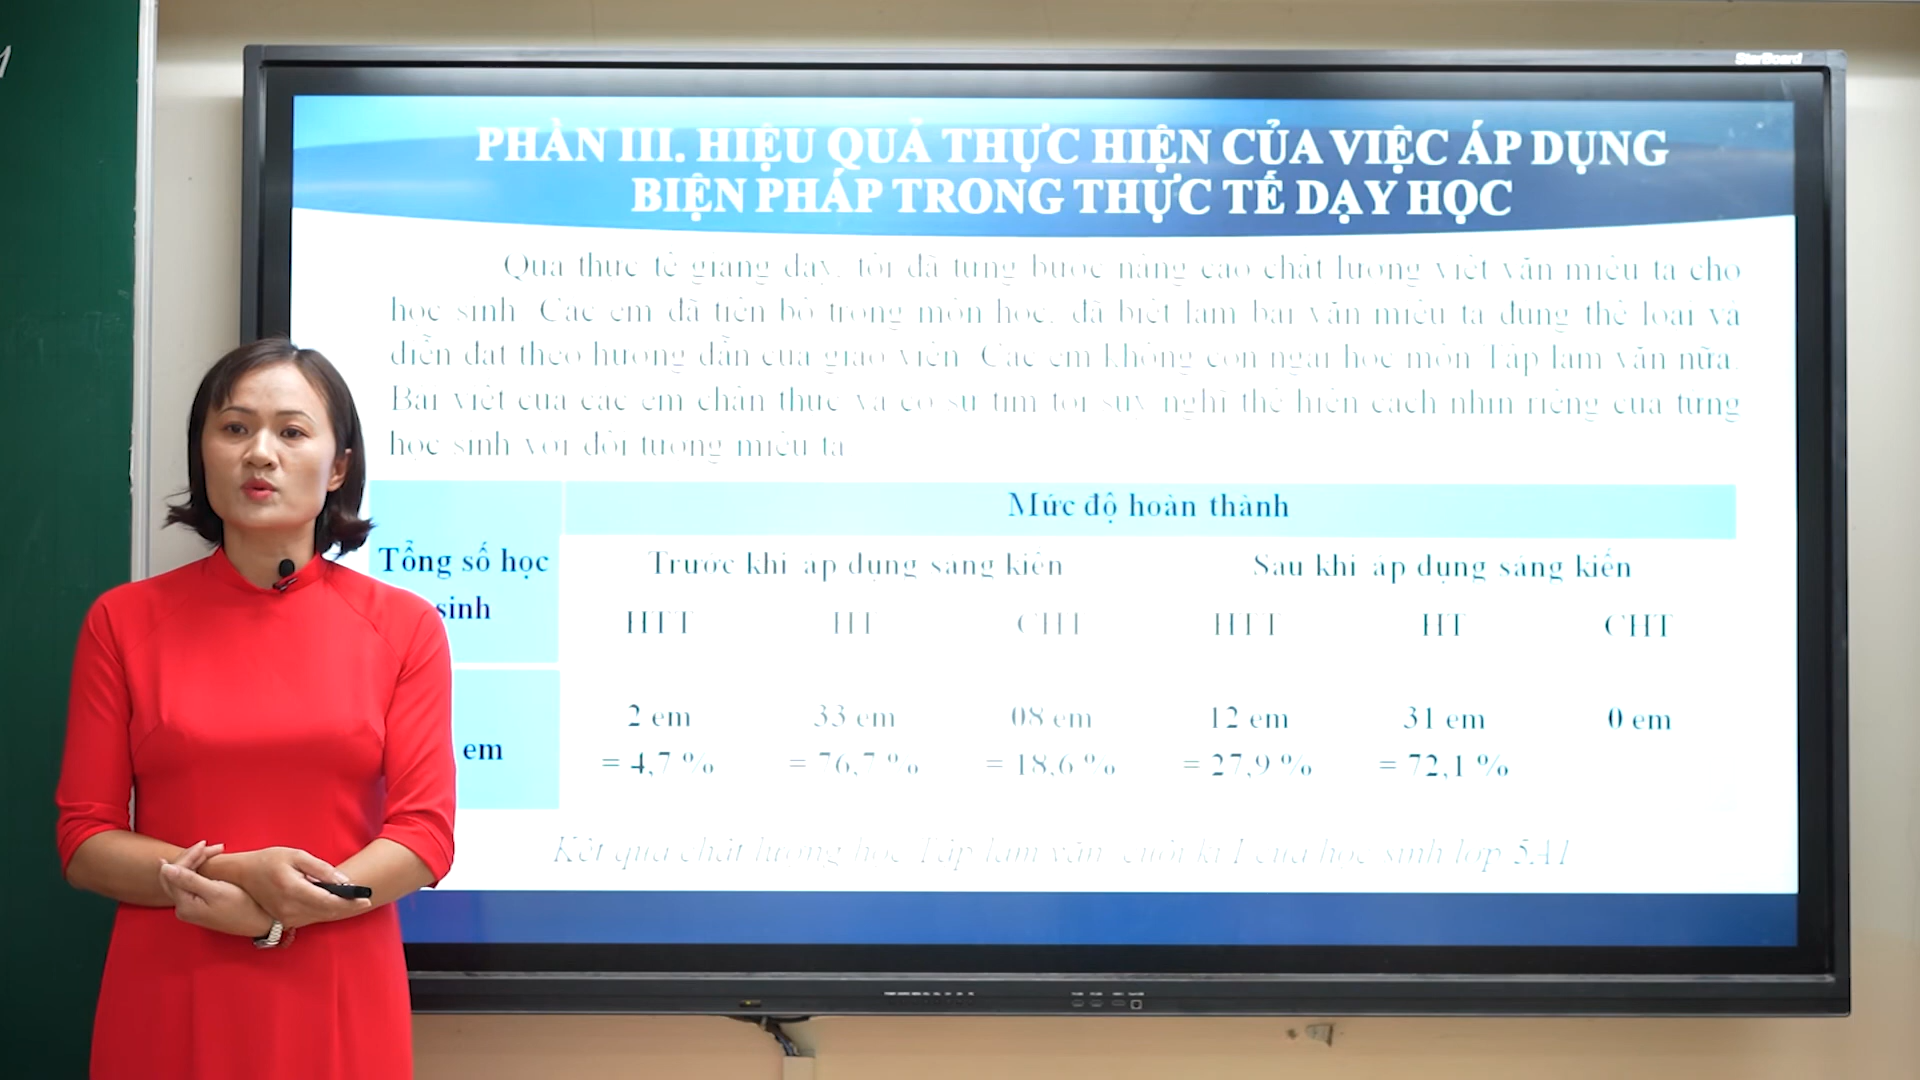 StarBoard
PHẦN III. HIỆU QUẢ THỰC HIỆN CỦA VIỆC ÁP DỤNG
BIỆN PHÁP TRONG THỰC TẾ DẠY HỌC
Qua thực tế giảng dạy, tôi đã từng bước nâng cao chất lượng viết văn miêu tả cho
học sinh. Các em đã tiến bộ trong môn học, đã biết làm bài văn miêu tả đúng thể loại và
diễn đạt theo hướng dẫn của giáo viên. Các em không còn ngại học môn Tập làm văn nữa.
Bài viết của các em chân thực và có sự tìm tòi suy nghĩ thể hiện cách nhìn riêng của từng
học sinh với đối tượng miêu tả
Mức độ hoàn thành
Tổng số học
sinh
Trước khi áp dụng sáng kiến Sau khi áp dụng sáng kiến
HTT HT CHT HTT HT CHT
em
2 em 33 em 08 em 12 em 31 em 0 em
= 4,7 % = 76,7 % = 18,6 % = 27,9 % = 72,1 %
Kết quả chất lượng học Tập làm văn cuối kì I của học sinh lớp 5A1